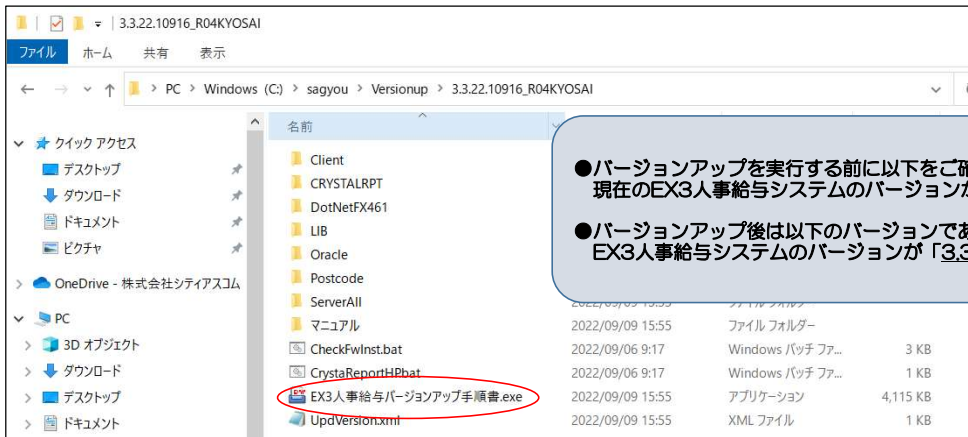 3.3.22.10916_R04KYOSAI
ファイル ホーム 共有 表示
PC > Windows (C:) > sagyou > Versionup > 3.3.22.10916_R04KYOSAI
名前
クイック アクセス
デスクトップ
ダウンロード
ドキュメント
ピクチャ
OneDrive - 株式会社シティアスコム
PC
3D オブジェクト
ダウンロード
デスクトップ
ドキュメント
Client
CRYSTALRPT
DotNetFX461
LIB
Oracle
Postcode
ServerAll
マニュアル 2022/09/09 15:55 ファイル フォルダー
CheckFwInst.bat 2022/09/06 9:17 Windows バッチ ファ... 3 KB
CrystaReportHPbat 2022/09/06 9:17 Windows バッチ ファ... 1 KB
EX3人事給与バージョンアップ手順書.exe 2022/09/09 15:55 アプリケーション 4,115 KB
UpdVersion.xml 2022/09/09 15:55 XML ファイル 1 KB
●バージョンアップを実行する前に以下をご
現在のEX3人事給与システムのバージョン
●バージョンアップ後は以下のバージョンで
EX3人事給与システムのバージョンが「3.3